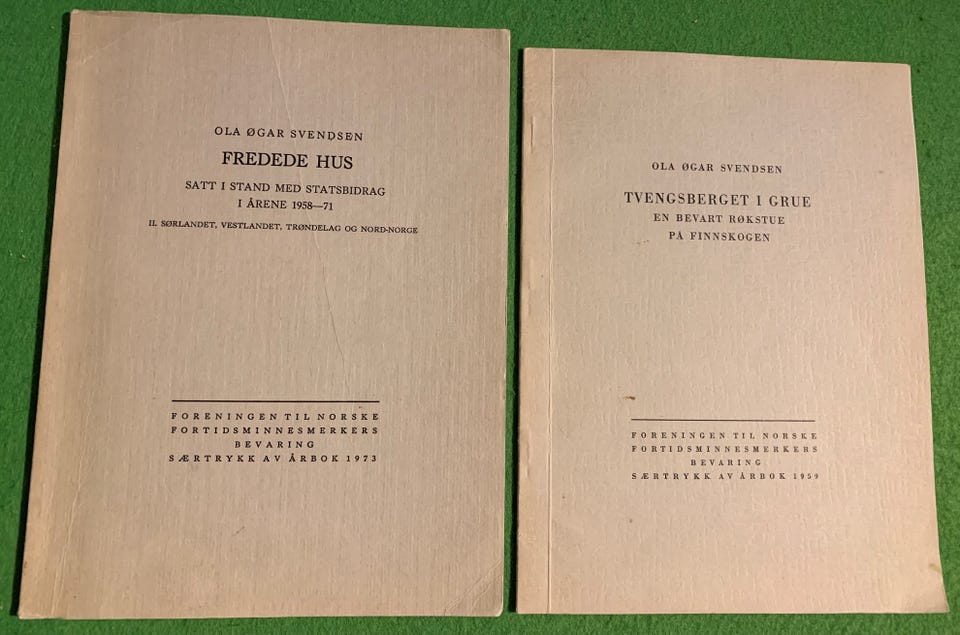 OLA ØGAR SVENDSEN
FREDEDE HUS
SATT I STAND MED STATSBIDRAG
I ÅRENE 1958—71
II. SØRLANDET, VESTLANDET, TRØNDELAG OG NORD-NORGE
FORENINGEN TIL NORSKE
FORTIDSMINNESMERKERS
BEVARING
SÆRTRYKK AV ÅRBOK 1973
OLA ØGAR SVENDSEN
TVENGSBERGET I GRUE
EN BEVART RØKSTUE
PÅ FINNSKOGEN
FORENINGEN TIL NORSKE
FORTIDSMINNESMERKERS
BEVARING
SÆRTRYKK AV ÅRBOK 1959